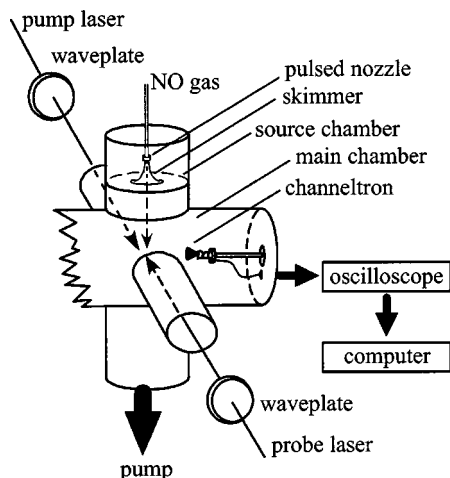 pump laser
waveplate
NO gas
pulsed nozzle
skimmer
source chamber
main chamber
channeltron
oscilloscope
computer
waveplate
probe laser
pump